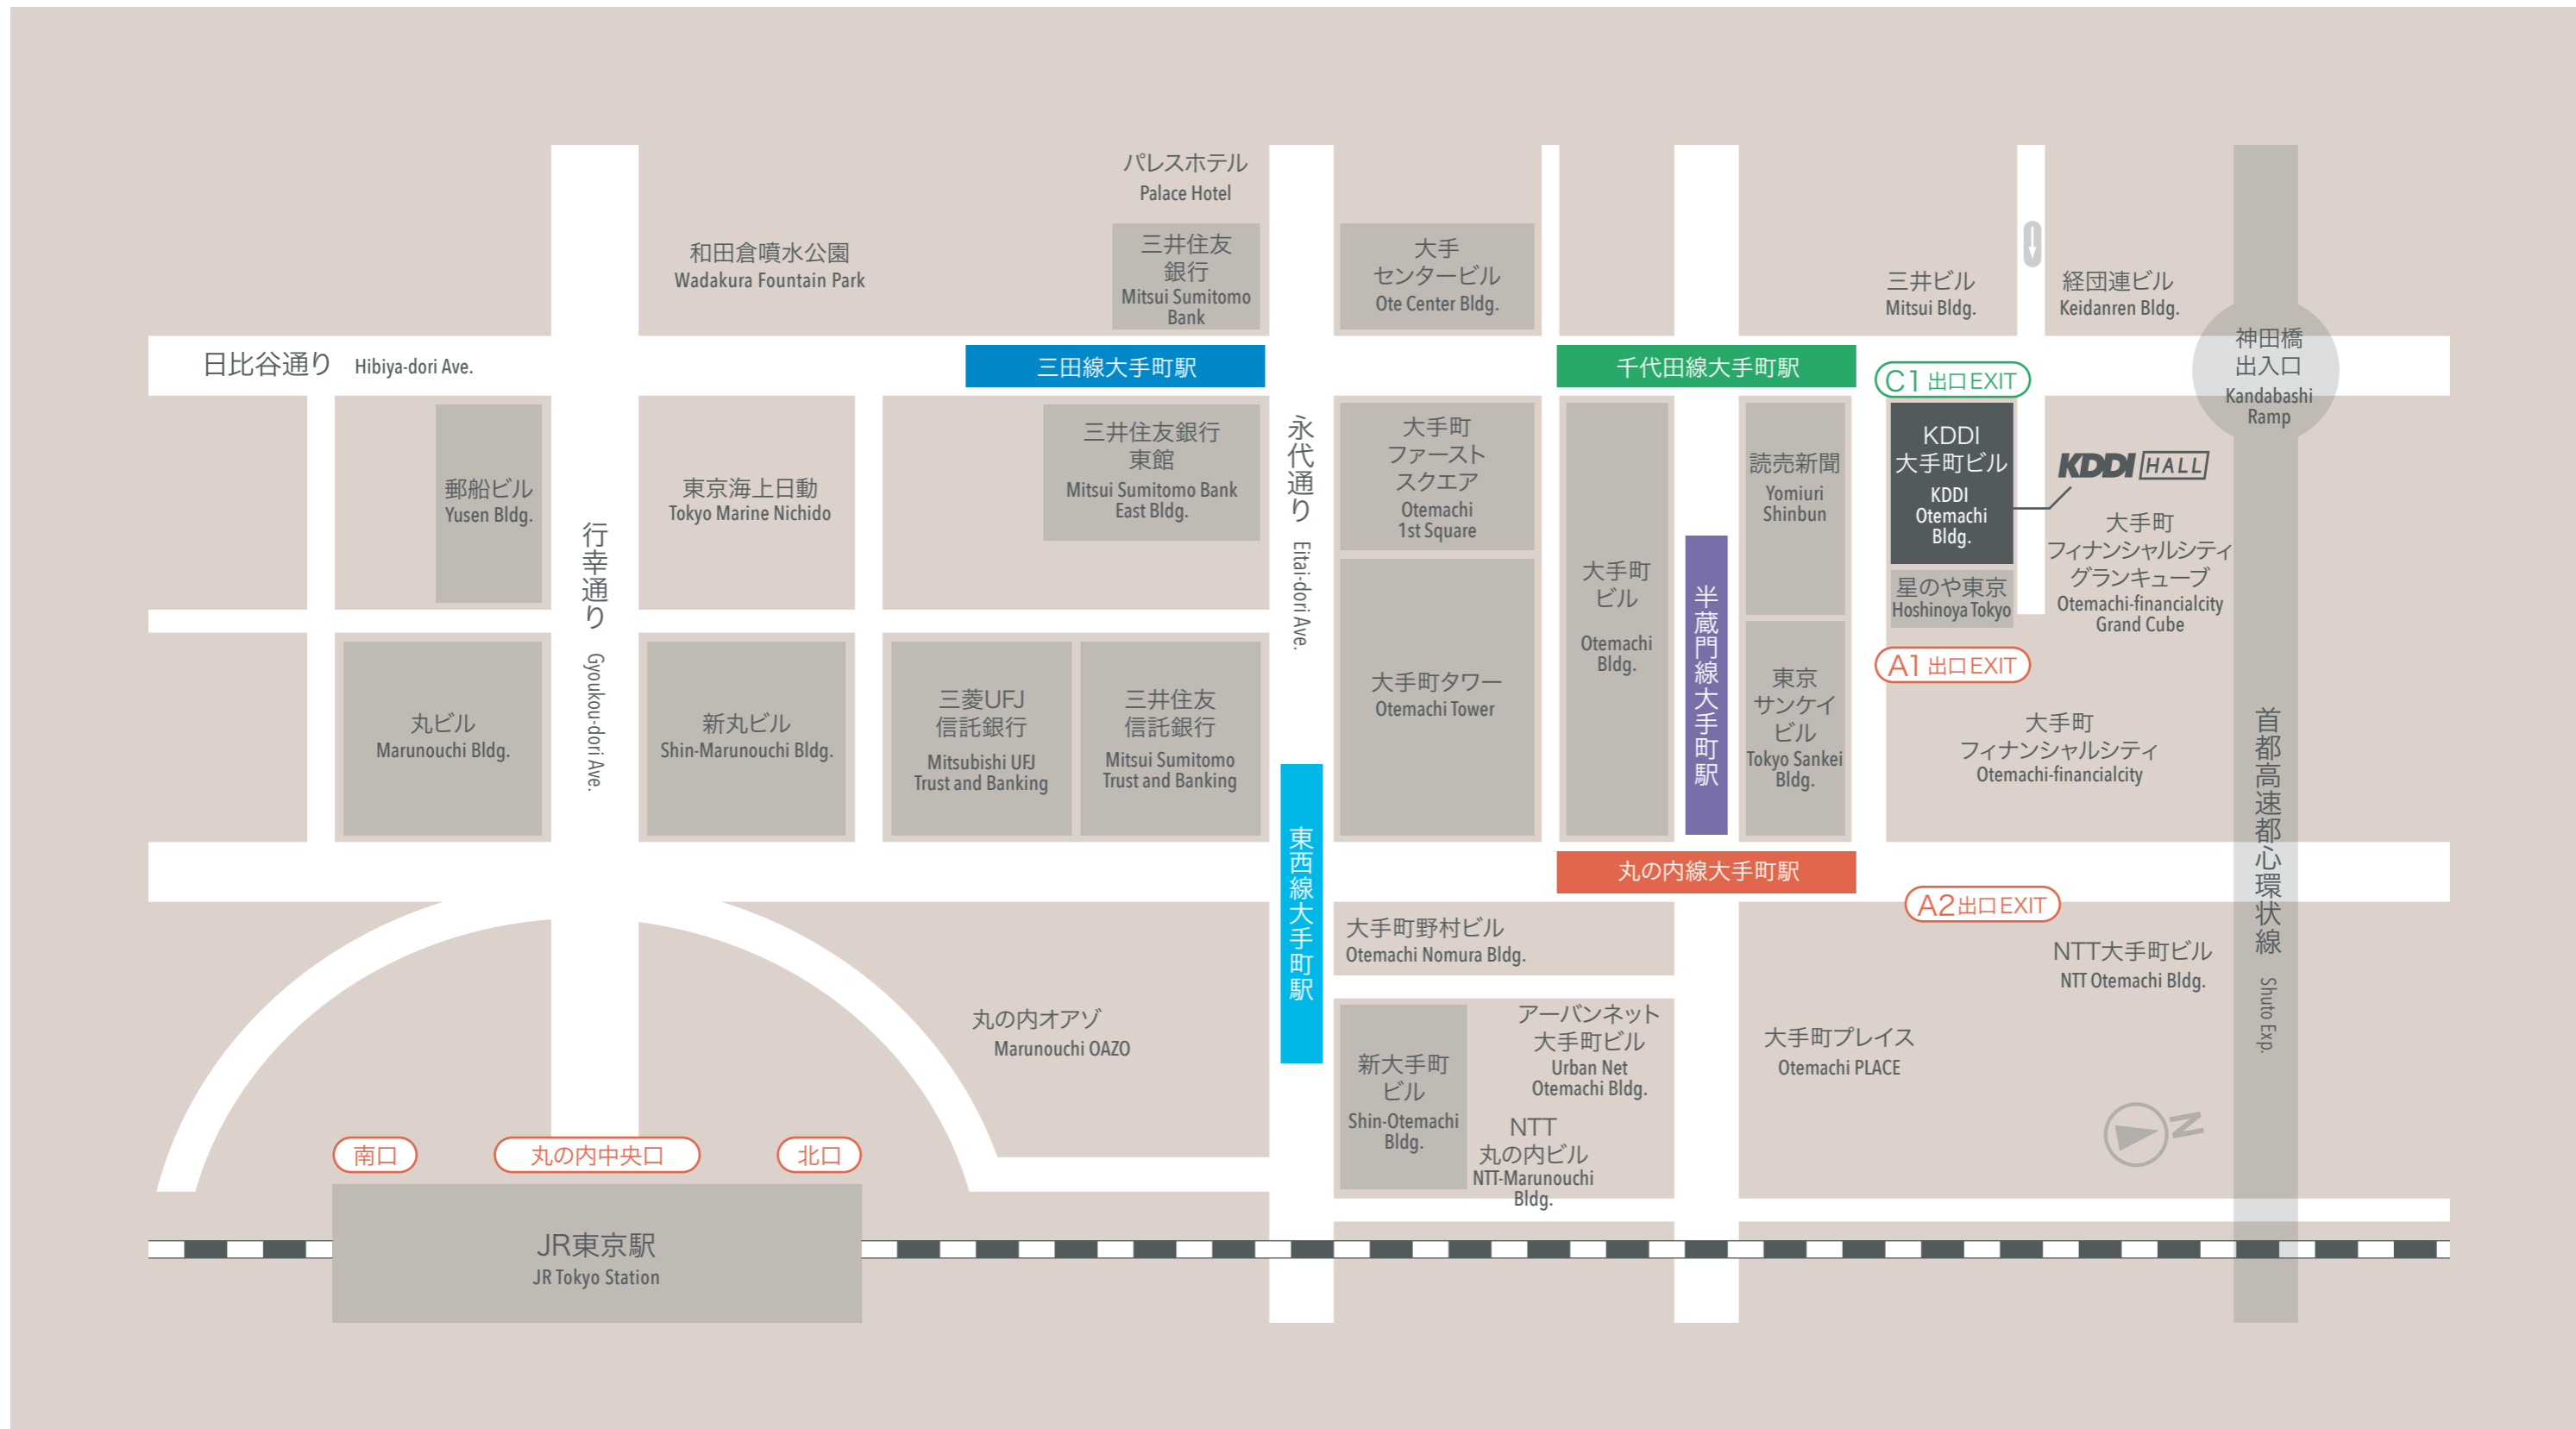 パレスホテル
Palace Hotel
和田倉噴水公園
Wadakura Fountain Park
三井住友
銀行
Mitsui Sumitomo
Bank
大手
センタービル
Ote Center Bldg.
三井ビル
Mitsui Bldg.
経団連ビル
Keidanren Bldg.
神田橋
出入口
Kandabashi
Ramp
日比谷通り Hibiya-dori Ave.
三田線大手町駅
千代田線大手町駅
C1 出口 EXIT
郵船ビル
Yusen Bldg.
行幸通り Gyoukou-dori Ave.
東京海上日動
Tokyo Marine Nichido
三井住友銀行
東館
Mitsui Sumitomo Bank
East Bldg.
永代通り Eitai-dori Ave.
大手町
ファースト
スクエア
Otemachi
1st Square
大手町
ビル
Otemachi
Bldg.
半蔵門線大手町駅
読売新聞
Yomiuri
Shinbun
KDDI
大手町ビル
KDDI
Otemachi
Bldg.
KDDI HALL
大手町
フィナンシャルシティ
グランキューブ
Otemachi-financialcity
Grand Cube
星のや東京
Hoshinoya Tokyo
A1 出口 EXIT
丸ビル
Marunouchi Bldg.
新丸ビル
Shin-Marunouchi Bldg.
三菱UFJ
信託銀行
Mitsubishi UFJ
Trust and Banking
三井住友
信託銀行
Mitsui Sumitomo
Trust and Banking
大手町タワー
Otemachi Tower
東京
サンケイ
ビル
Tokyo Sankei
Bldg.
大手町
フィナンシャルシティ
Otemachi-financialcity
首都高速都心環状線 Shuto Exp.
東西線大手町駅
丸の内線大手町駅
A2 出口 EXIT
大手町野村ビル
Otemachi Nomura Bldg.
NTT大手町ビル
NTT Otemachi Bldg.
丸の内オアゾ
Marunouchi OAZO
新大手町
ビル
Shin-Otemachi
Bldg.
アーバンネット
大手町ビル
Urban Net
Otemachi Bldg.
NTT
丸の内ビル
NTT-Marunouchi
Bldg.
大手町プレイス
Otemachi PLACE
N
南口
丸の内中央口
北口
JR東京駅
JR Tokyo Station